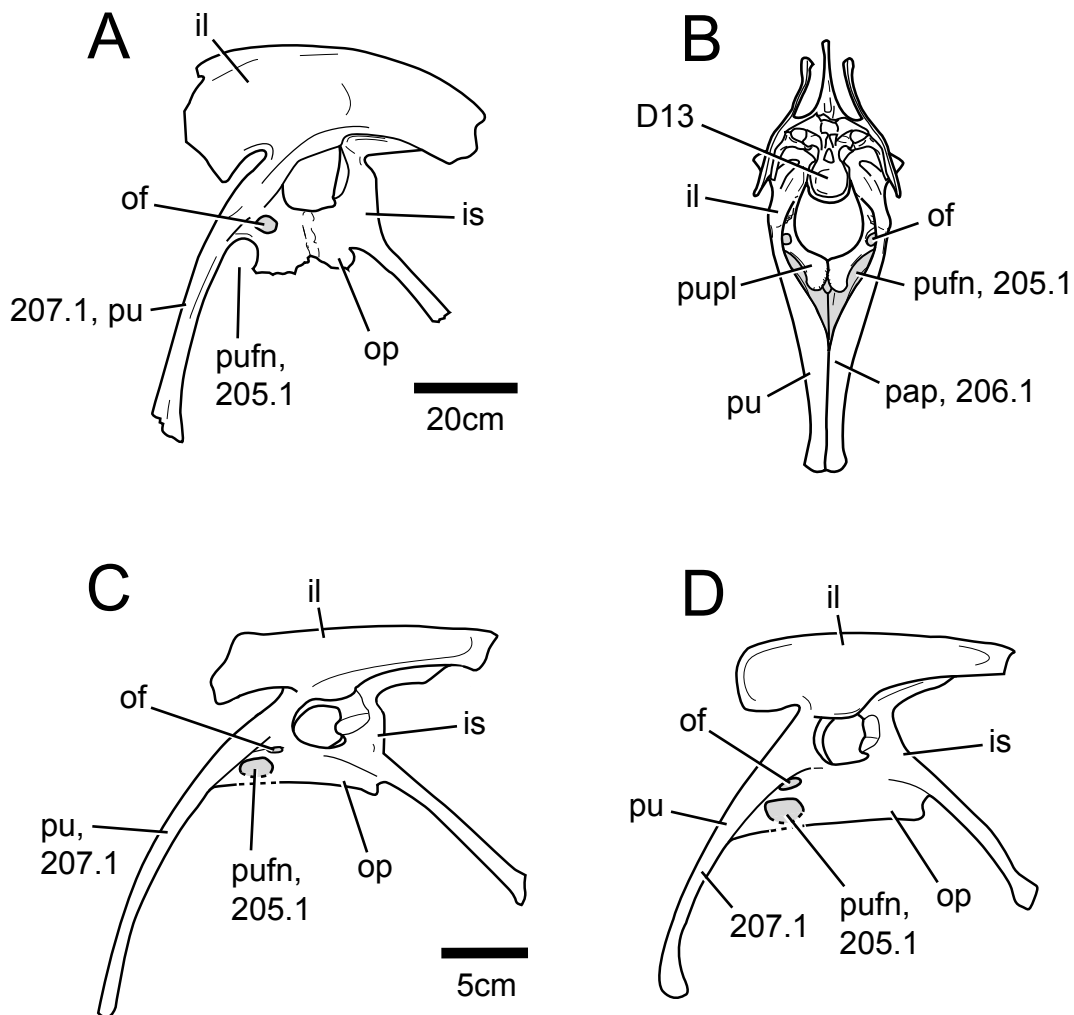 A
il
of
is
207.1, pu
pufn,
205.1
op
20cm
B
D13
il
of
pupl
pufn, 205.1
pu
pap, 206.1
C
il
of
is
pu,
207.1
pufn,
205.1
op
5cm
D
il
of
is
pu
207.1
pufn,
205.1
op